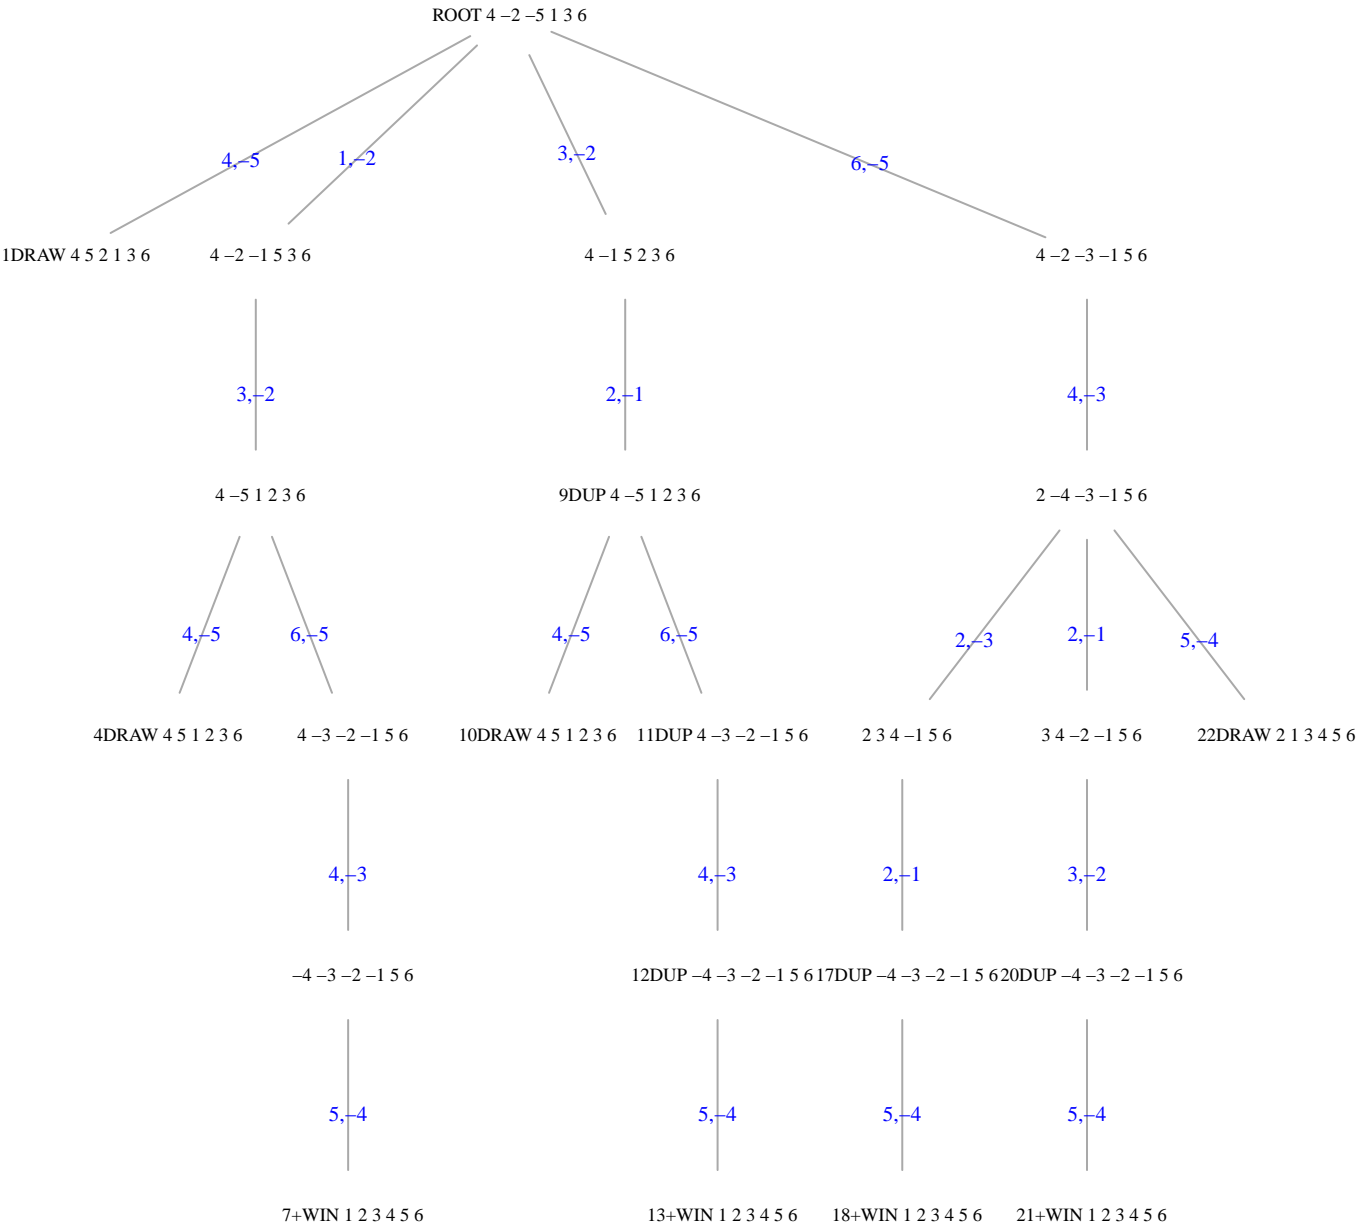 ROOT 4 –2 –5 1 3 6
4,–5 1,–2 3,–2 6,–5
1DRAW 4 5 2 1 3 6 4 –2 –1 5 3 6 4 –1 5 2 3 6 4 –2 –3 –1 5 6
3,–2 2,–1 4,–3
4 –5 1 2 3 6 9DUP 4 –5 1 2 3 6 2 –4 –3 –1 5 6
4,–5 6,–5 4,–5 6,–5 2,–3 2,–1 5,–4
4DRAW 4 5 1 2 3 6 4 –3 –2 –1 5 6 10DRAW 4 5 1 2 3 6 11DUP 4 –3 –2 –1 5 6 2 3 4 –1 5 6 3 4 –2 –1 5 6 22DRAW 2 1 3 4 5 6
4,–3 4,–3 2,–1 3,–2
–4 –3 –2 –1 5 6 12DUP –4 –3 –2 –1 5 6 17DUP –4 –3 –2 –1 5 6 20DUP –4 –3 –2 –1 5 6
5,–4 5,–4 5,–4 5,–4
7+WIN 1 2 3 4 5 6 13+WIN 1 2 3 4 5 6 18+WIN 1 2 3 4 5 6 21+WIN 1 2 3 4 5 6